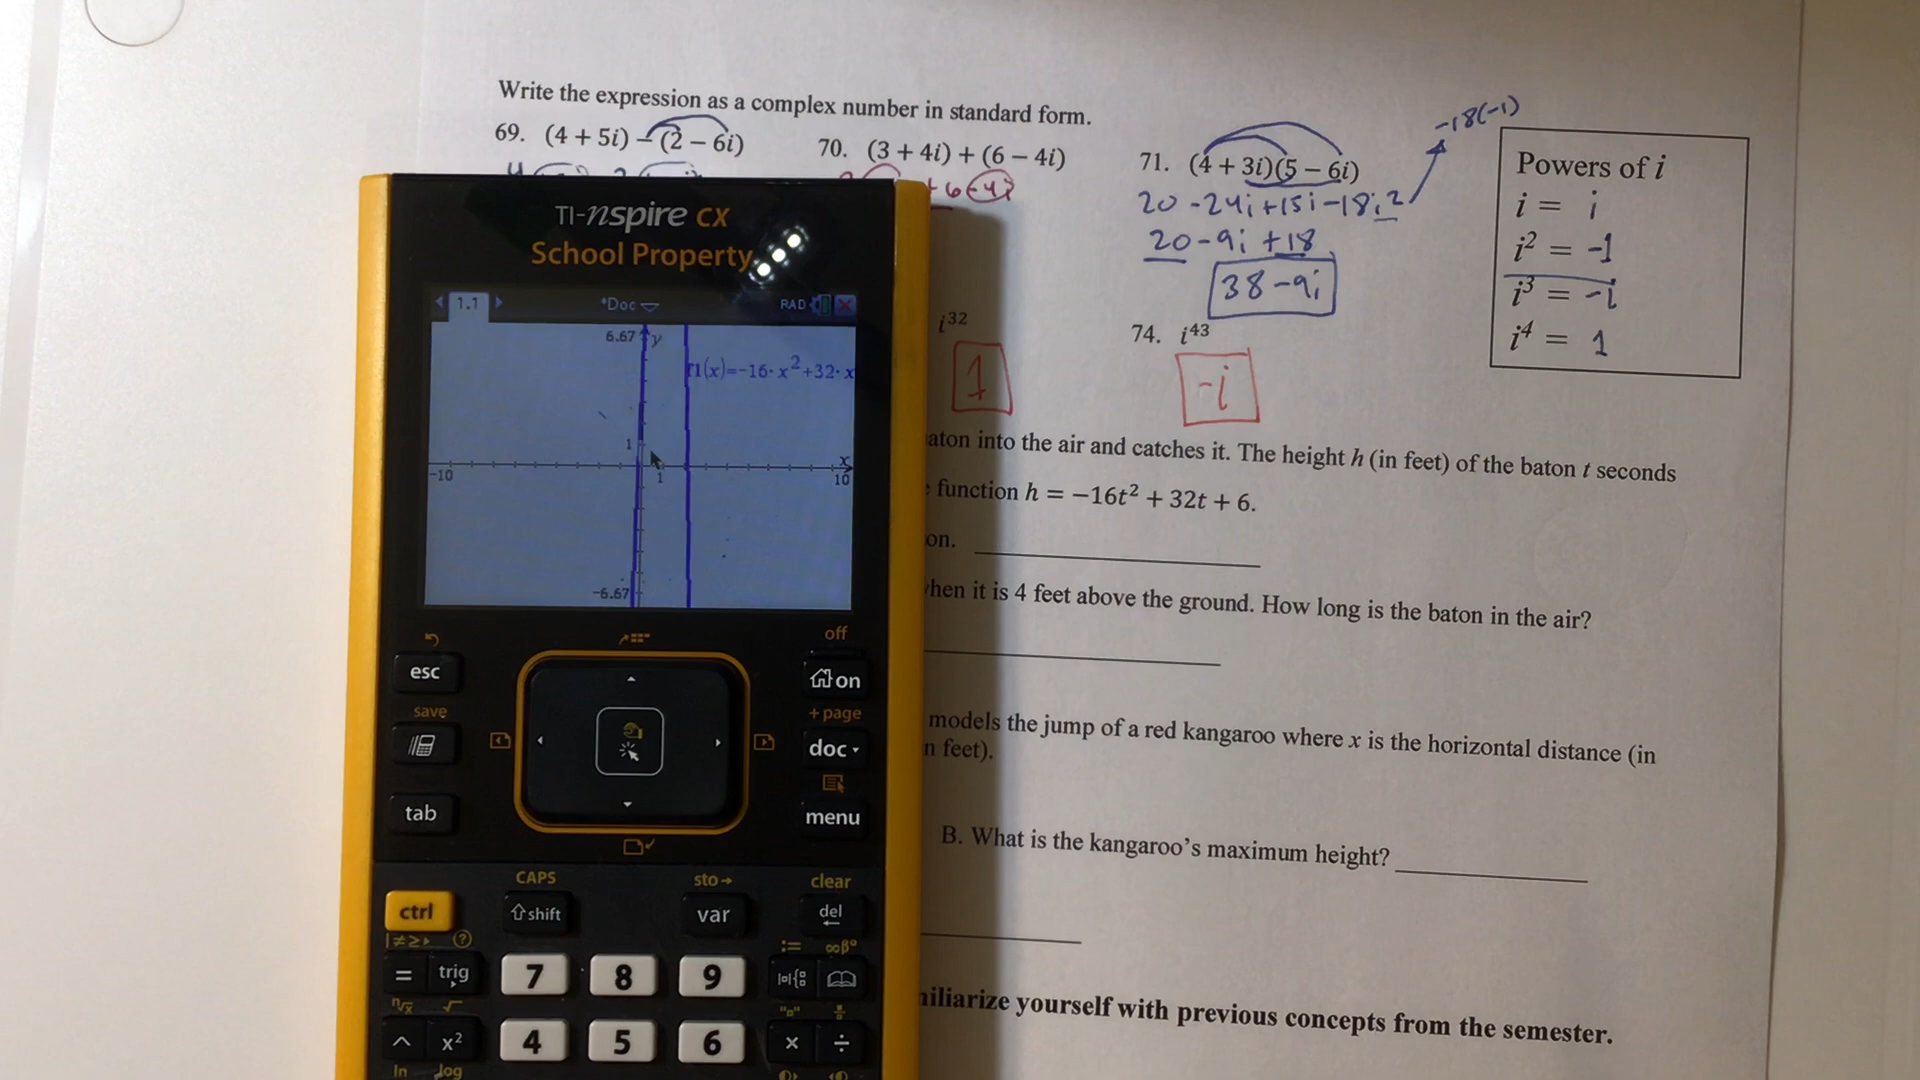 Write the expression as a complex number in standard form.
69. (4 + 5i) – (2 – 6i)
70. (3 + 4i) + (6 – 4i)
+ 6 - 4i
71. (4 + 3i)(5 – 6i)
-18(-1)
20 - 24i + 15i - 18i²
20 - 9i + 18
38 - 9i
Powers of i
i = i
i² = -1
i³ = -i
i⁴ = 1
i³²
1
74. i⁴³
-i
aton into the air and catches it. The height h (in feet) of the baton t seconds
function h = −16t² + 32t + 6.
on.
hen it is 4 feet above the ground. How long is the baton in the air?
models the jump of a red kangaroo where x is the horizontal distance (in
n feet).
B. What is the kangaroo's maximum height?
iliarize yourself with previous concepts from the semester.
TI-nspire CX
School Property
1.1 *Doc RAD
6.67 y
f1(x)=-16·x²+32·x
1
x
-10 1 10
-6.67
off
esc on
save + page
doc
tab menu
CAPS sto→ clear
ctrl shift var del
= trig 7 8 9
^ x² 4 5 6 × ÷
ln log